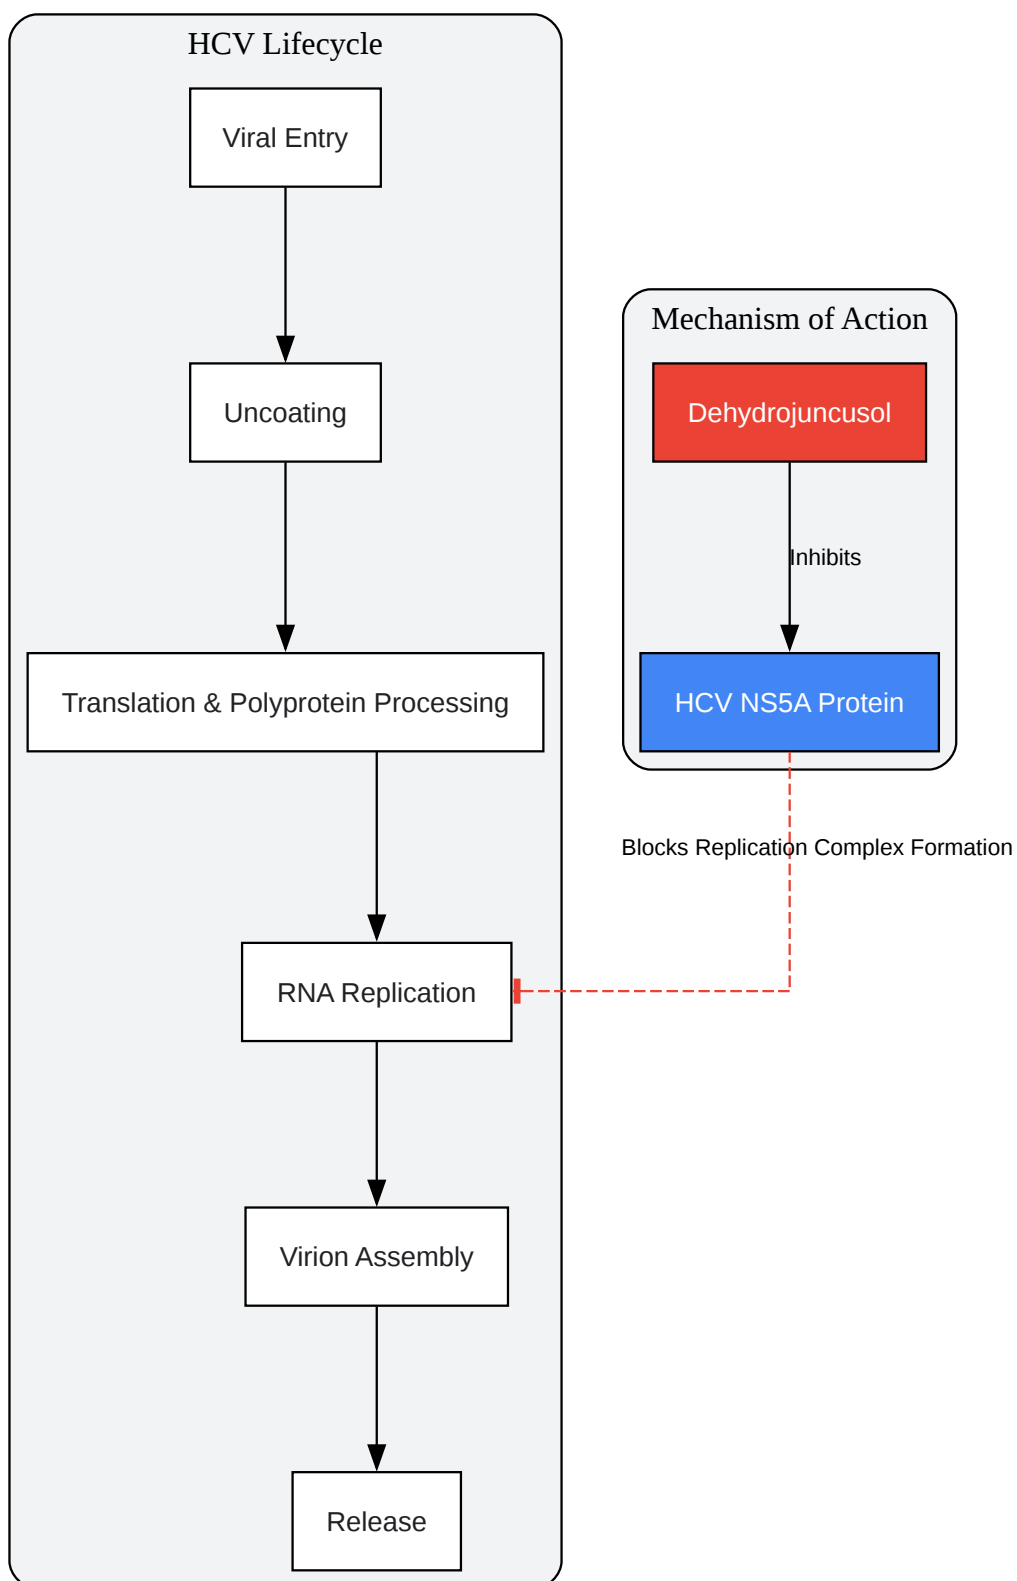 HCV Lifecycle
Viral Entry
Uncoating
Translation & Polyprotein Processing
RNA Replication
Virion Assembly
Release
Mechanism of Action
Dehydrojuncusol
Inhibits
HCV NS5A Protein
Blocks Replication Complex Formation